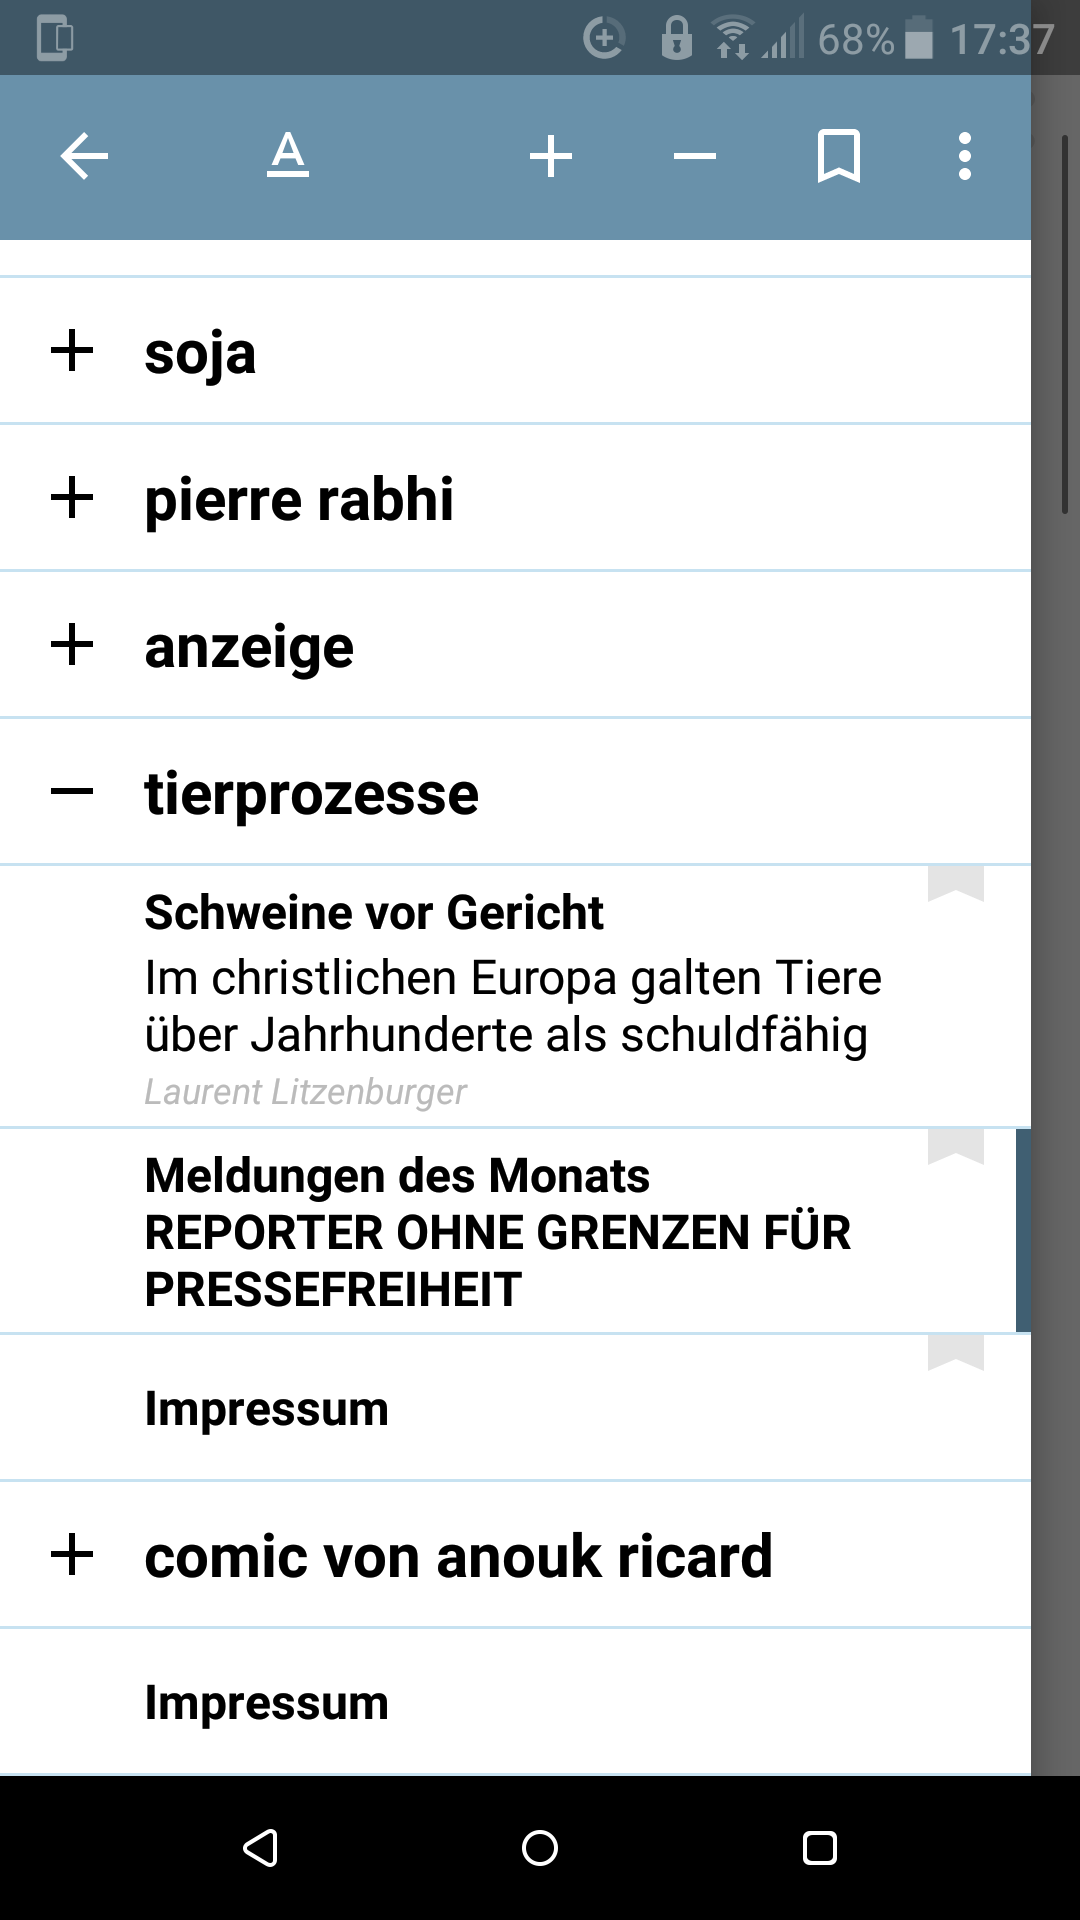 68% 17:37
A
soja
pierre rabhi
anzeige
tierprozesse
Schweine vor Gericht
Im christlichen Europa galten Tiere
über Jahrhunderte als schuldfähig
Laurent Litzenburger
Meldungen des Monats
REPORTER OHNE GRENZEN FÜR
PRESSEFREIHEIT
Impressum
comic von anouk ricard
Impressum